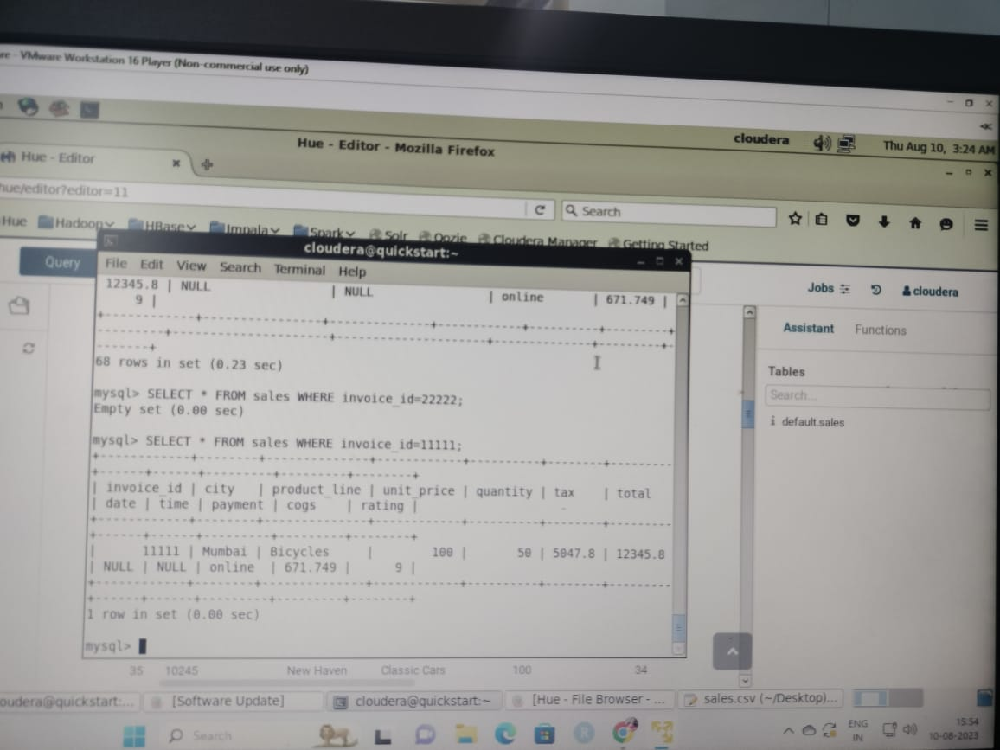 re - VMware Workstation 16 Player (Non-commercial use only)
cloudera Thu Aug 10, 3:24 AM
Hue - Editor - Mozilla Firefox
Hue - Editor
hue/editor?editor=11
Search
Hue Hadoop HBase Impala Spark Solr Oozie Cloudera Manager Getting Started
cloudera@quickstart:~
Query
File Edit View Search Terminal Help
Jobs cloudera
12345.8 | NULL | NULL | online | 671.749 |
9 |
Assistant Functions
68 rows in set (0.23 sec)
Tables
Search...
default.sales
mysql> SELECT * FROM sales WHERE invoice_id=22222;
Empty set (0.00 sec)
mysql> SELECT * FROM sales WHERE invoice_id=11111;
| invoice_id | city | product_line | unit_price | quantity | tax | total
| date | time | payment | cogs | rating |
| 11111 | Mumbai | Bicycles | 100 | 50 | 5047.8 | 12345.8
| NULL | NULL | online | 671.749 | 9 |
1 row in set (0.00 sec)
mysql>
35 10245 New Haven Classic Cars 100 34
oudera@quickstart:... [Software Update] cloudera@quickstart:~ [Hue - File Browser - ... sales.csv (~/Desktop)...
Search
ENG
IN
15:54
10-08-2023